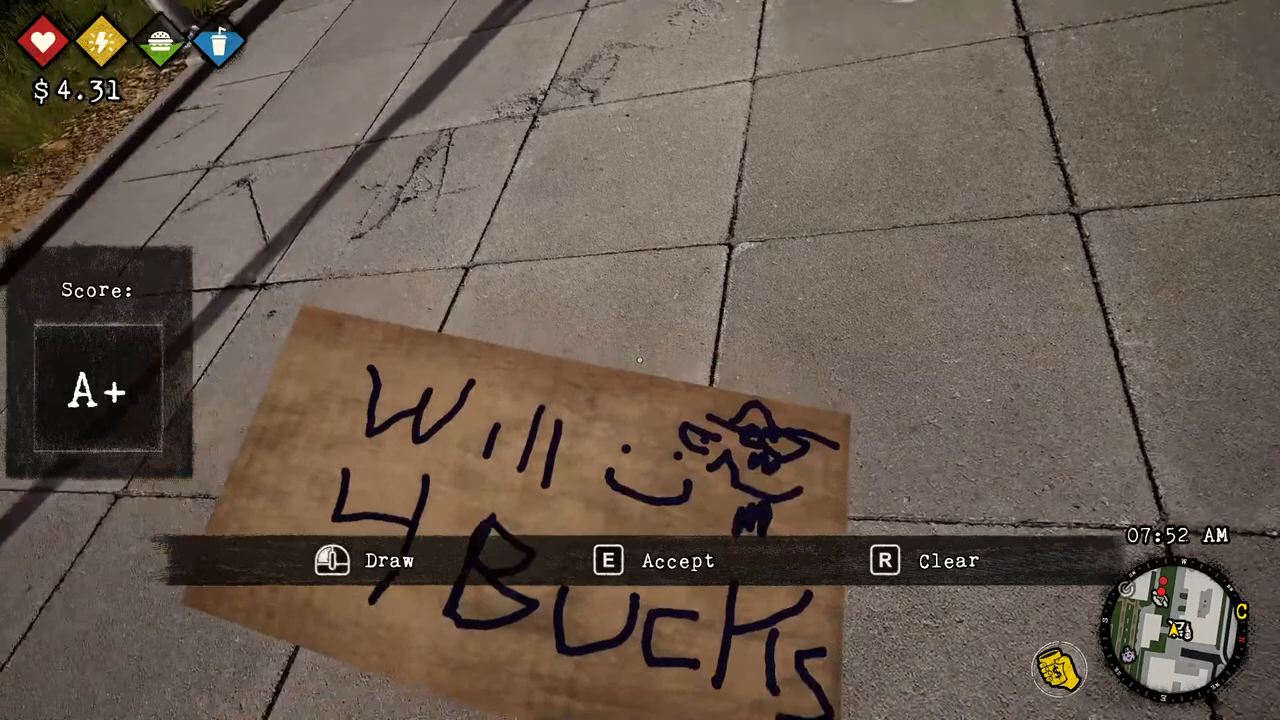 $4.31
Score:
A+
Will
4 BUCKs
Draw
E Accept
R Clear
07:52 AM